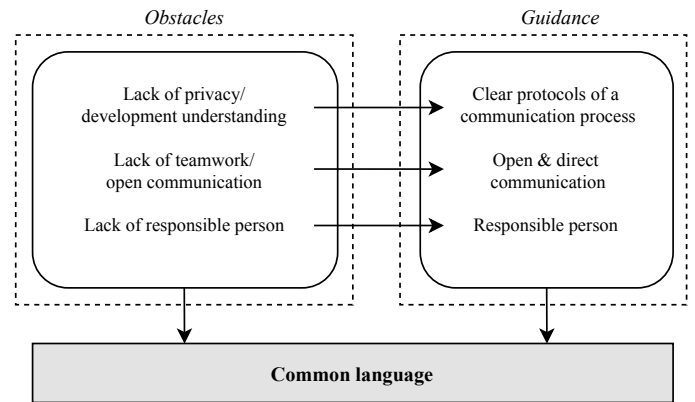 Obstacles
Guidance
Lack of privacy/
development understanding
Clear protocols of a
communication process
Lack of teamwork/
open communication
Open & direct
communication
Lack of responsible person
Responsible person
Common language